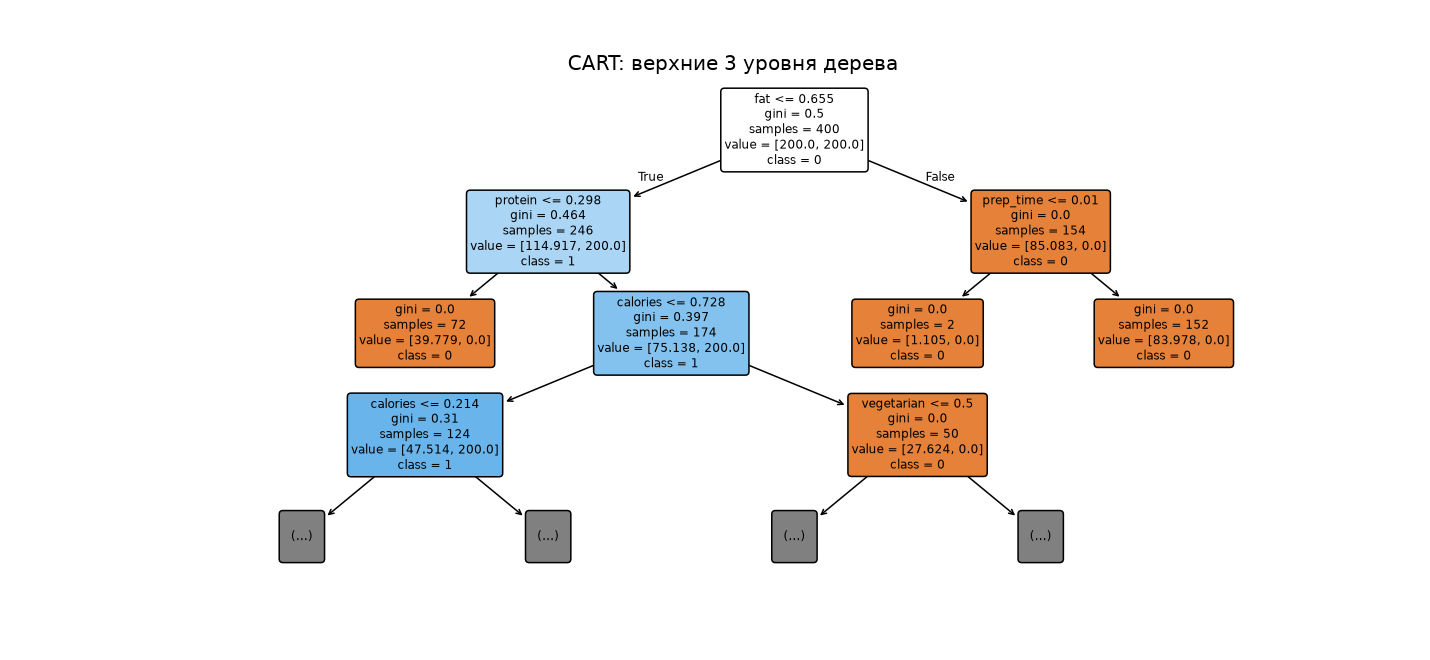 CART: верхние 3 уровня дерева
fat <= 0.655
gini = 0.5
samples = 400
value = [200.0, 200.0]
class = 0
True
False
protein <= 0.298
gini = 0.464
samples = 246
value = [114.917, 200.0]
class = 1
prep_time <= 0.01
gini = 0.0
samples = 154
value = [85.083, 0.0]
class = 0
gini = 0.0
samples = 72
value = [39.779, 0.0]
class = 0
calories <= 0.728
gini = 0.397
samples = 174
value = [75.138, 200.0]
class = 1
gini = 0.0
samples = 2
value = [1.105, 0.0]
class = 0
gini = 0.0
samples = 152
value = [83.978, 0.0]
class = 0
calories <= 0.214
gini = 0.31
samples = 124
value = [47.514, 200.0]
class = 1
vegetarian <= 0.5
gini = 0.0
samples = 50
value = [27.624, 0.0]
class = 0
(...)
(...)
(...)
(...)